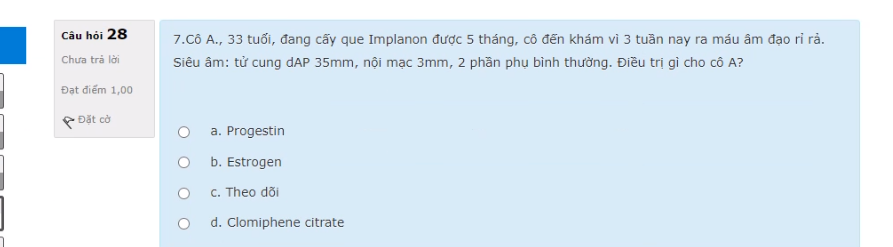 Câu hỏi 28
Chưa trả lời
Đạt điểm 1,00
Đặt cờ
7.Cô A., 33 tuổi, đang cấy que Implanon được 5 tháng, cô đến khám vì 3 tuần nay ra máu âm đạo rỉ rả.
Siêu âm: tử cung dAP 35mm, nội mạc 3mm, 2 phần phụ bình thường. Điều trị gì cho cô A?
a. Progestin
b. Estrogen
c. Theo dõi
d. Clomiphene citrate